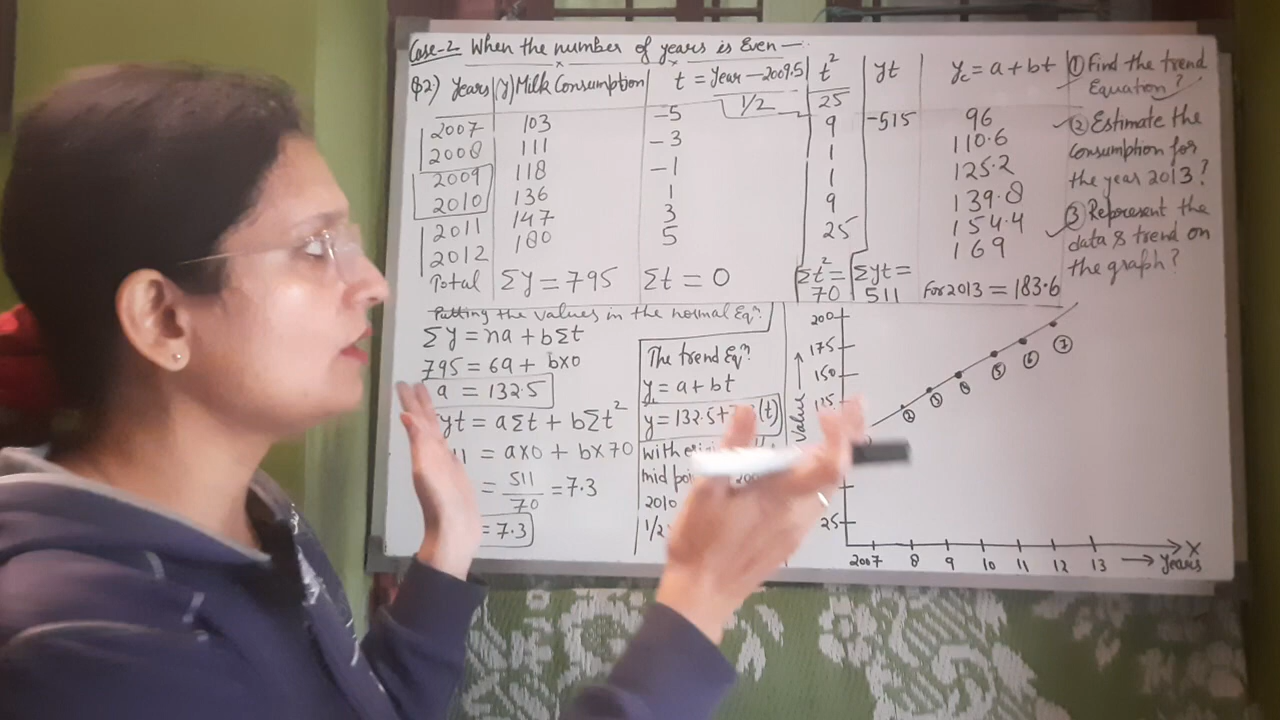 Case-2 When the number of years is Even —
Q2.) Years (y) Milk Consumption t = Year — 2009.5 t² yt yc = a + bt
1/2
2007 103 -5 25 -515 96
2008 111 -3 9 110.6
2009 118 -1 1 125.2
2010 136 1 1 139.8
2011 147 3 9 154.4
2012 180 5 25 169
Total Σy = 795 Σt = 0 Σt² = 70 Σyt = 511 For 2013 = 183.6
① Find the trend
Equation?
② Estimate the
consumption for
the year 2013?
③ Represent the
data & trend on
the graph?
Putting the values in the normal Eqⁿ.
Σy = na + bΣt
795 = 6a + b×0
a = 132.5
yt = aΣt + bΣt²
11 = a×0 + b×70
= 511/70 = 7.3
= 7.3
The trend Eqⁿ.
y = a + bt
y = 132.5 + (t)
with
mid
2010
1/2
200
175
150
125
25
Value
② ③ ④ ⑤ ⑥ ⑦
2007 8 9 10 11 12 13 → Years
X